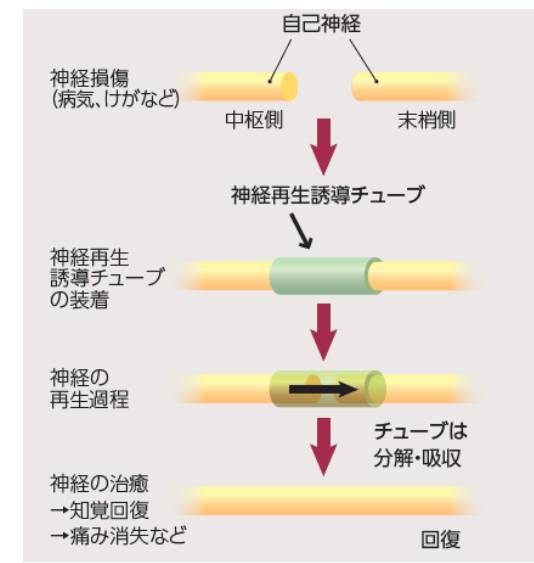 自己神経
神経損傷
(病気、けがなど)
中枢側
末梢側
神経再生誘導チューブ
神経再生
誘導チューブ
の装着
神経の
再生過程
チューブは
分解・吸収
神経の治癒
→知覚回復
→痛み消失など
回復